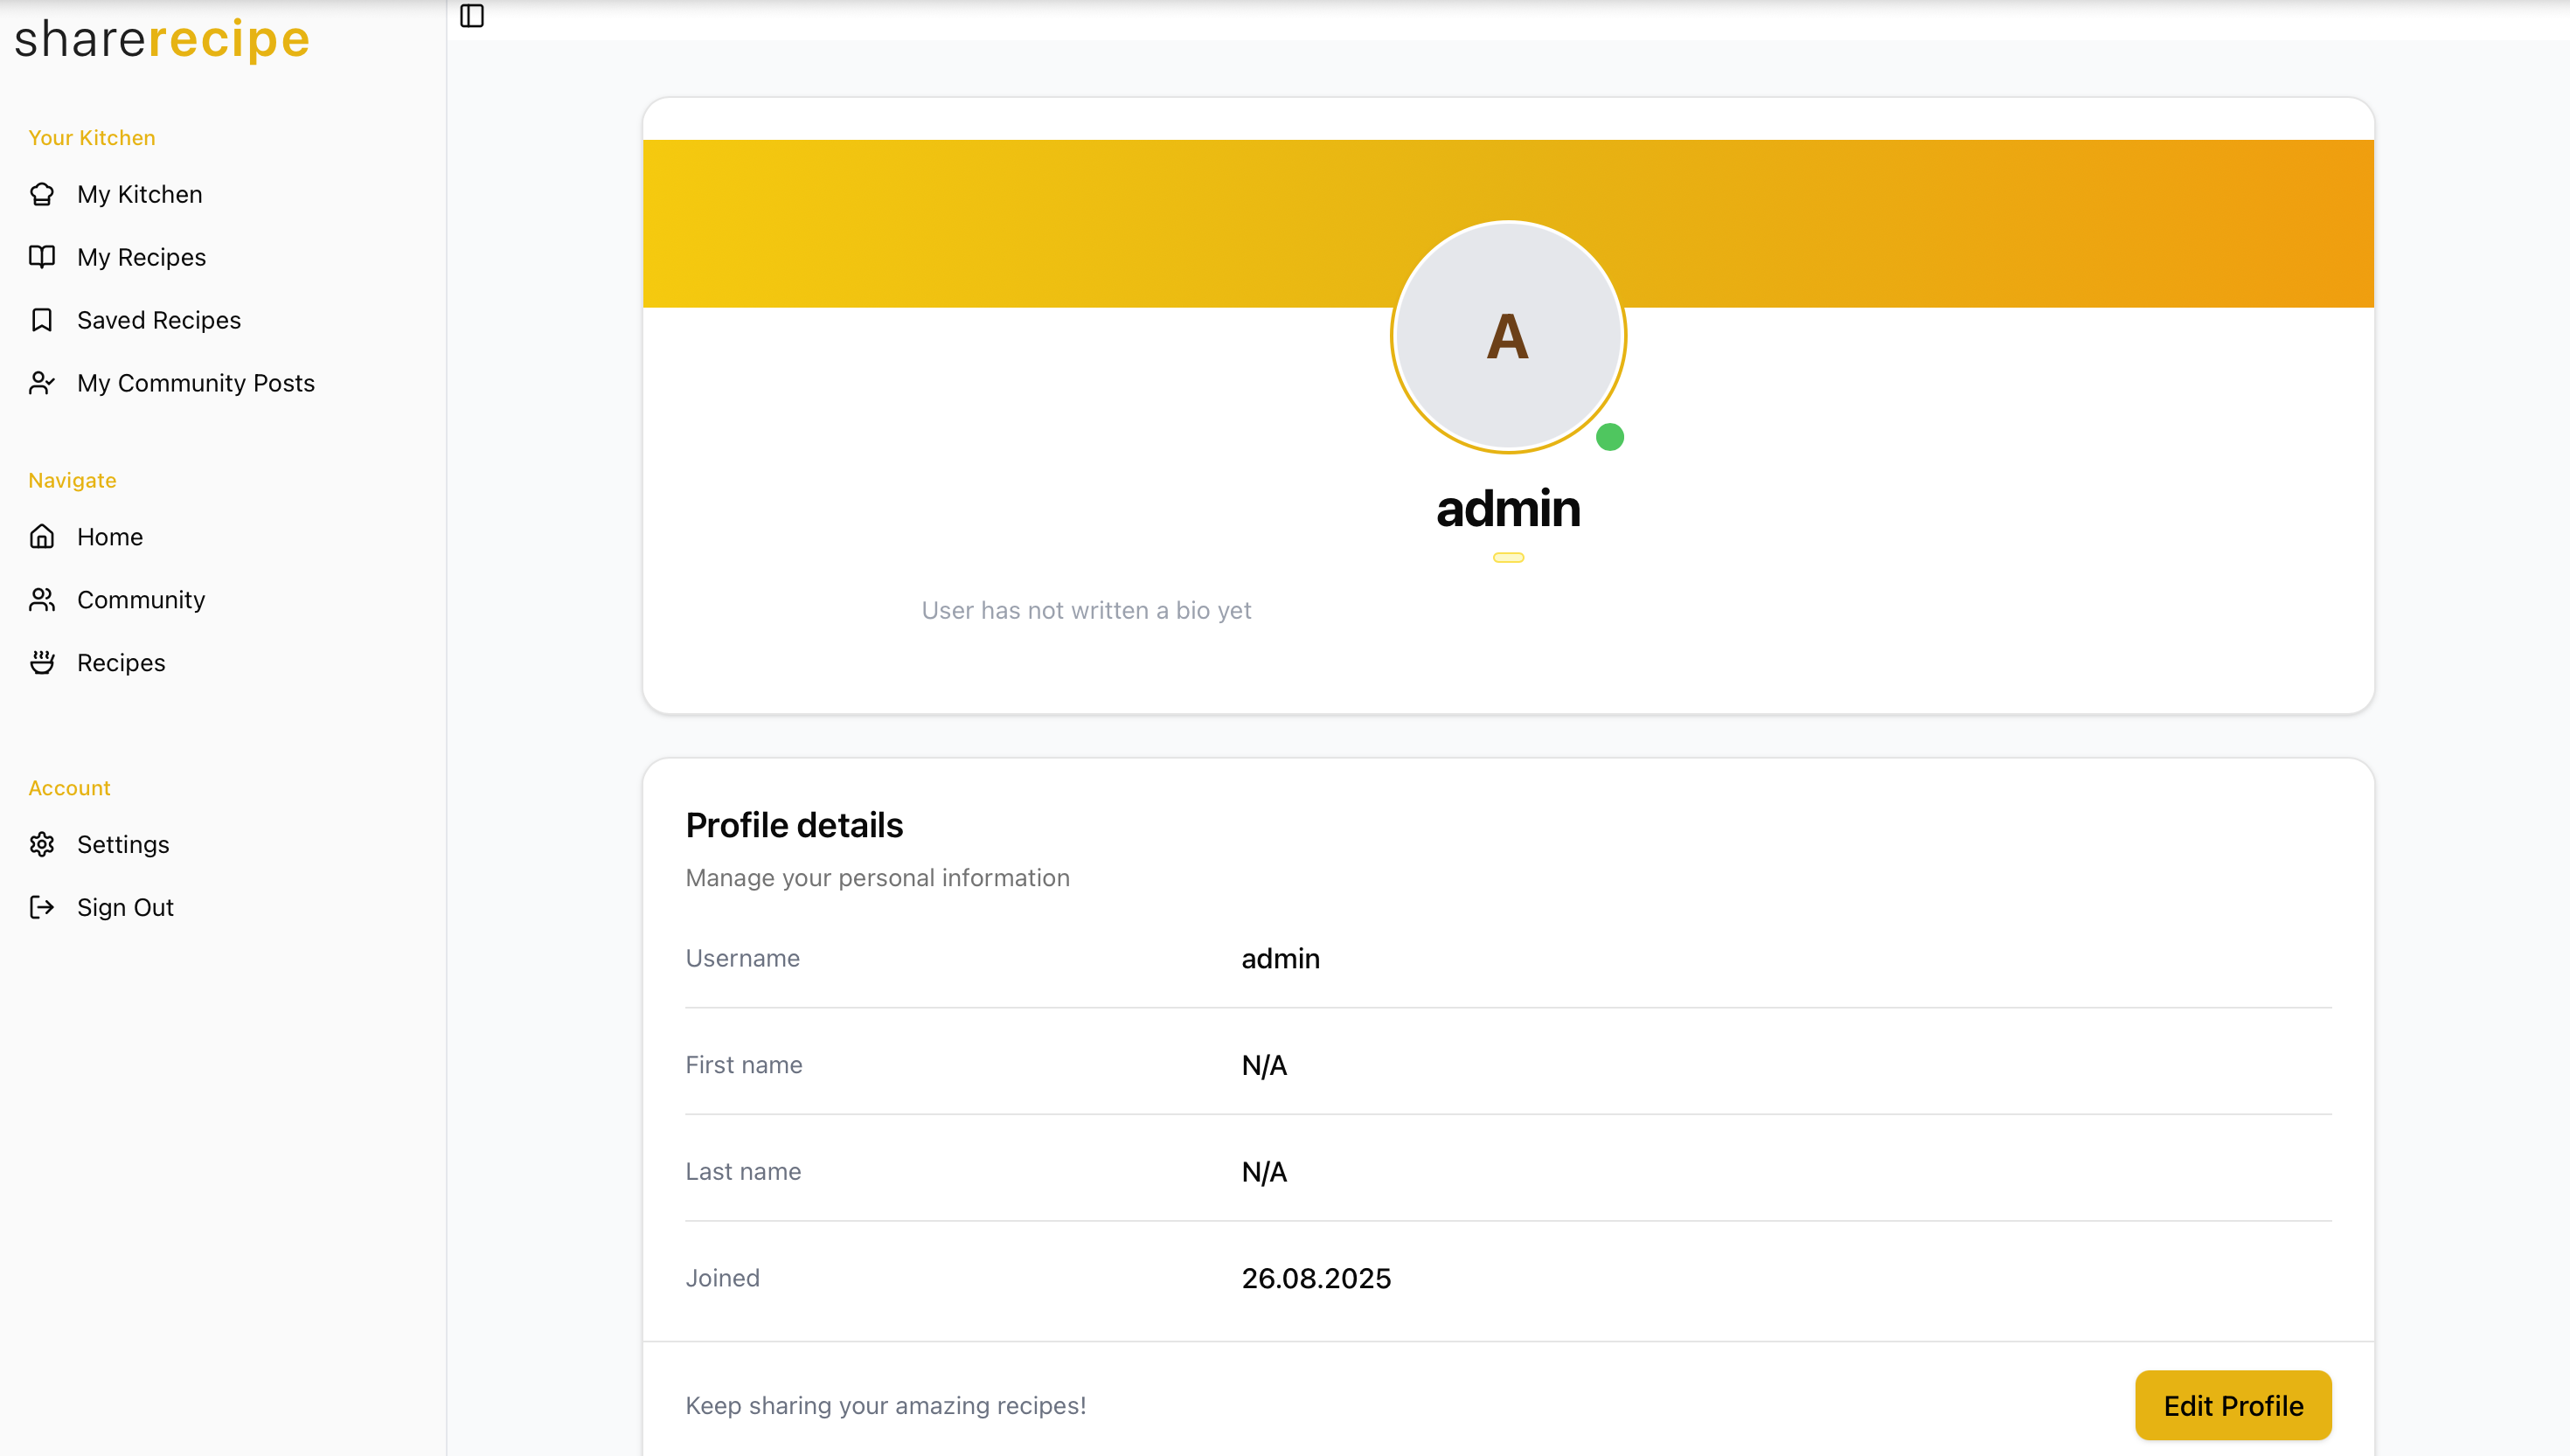 sharerecipe
Your Kitchen
My Kitchen
My Recipes
Saved Recipes
My Community Posts
Navigate
Home
Community
Recipes
Account
Settings
Sign Out
A
admin
User has not written a bio yet
Profile details
Manage your personal information
Username admin
First name N/A
Last name N/A
Joined 26.08.2025
Keep sharing your amazing recipes!
Edit Profile